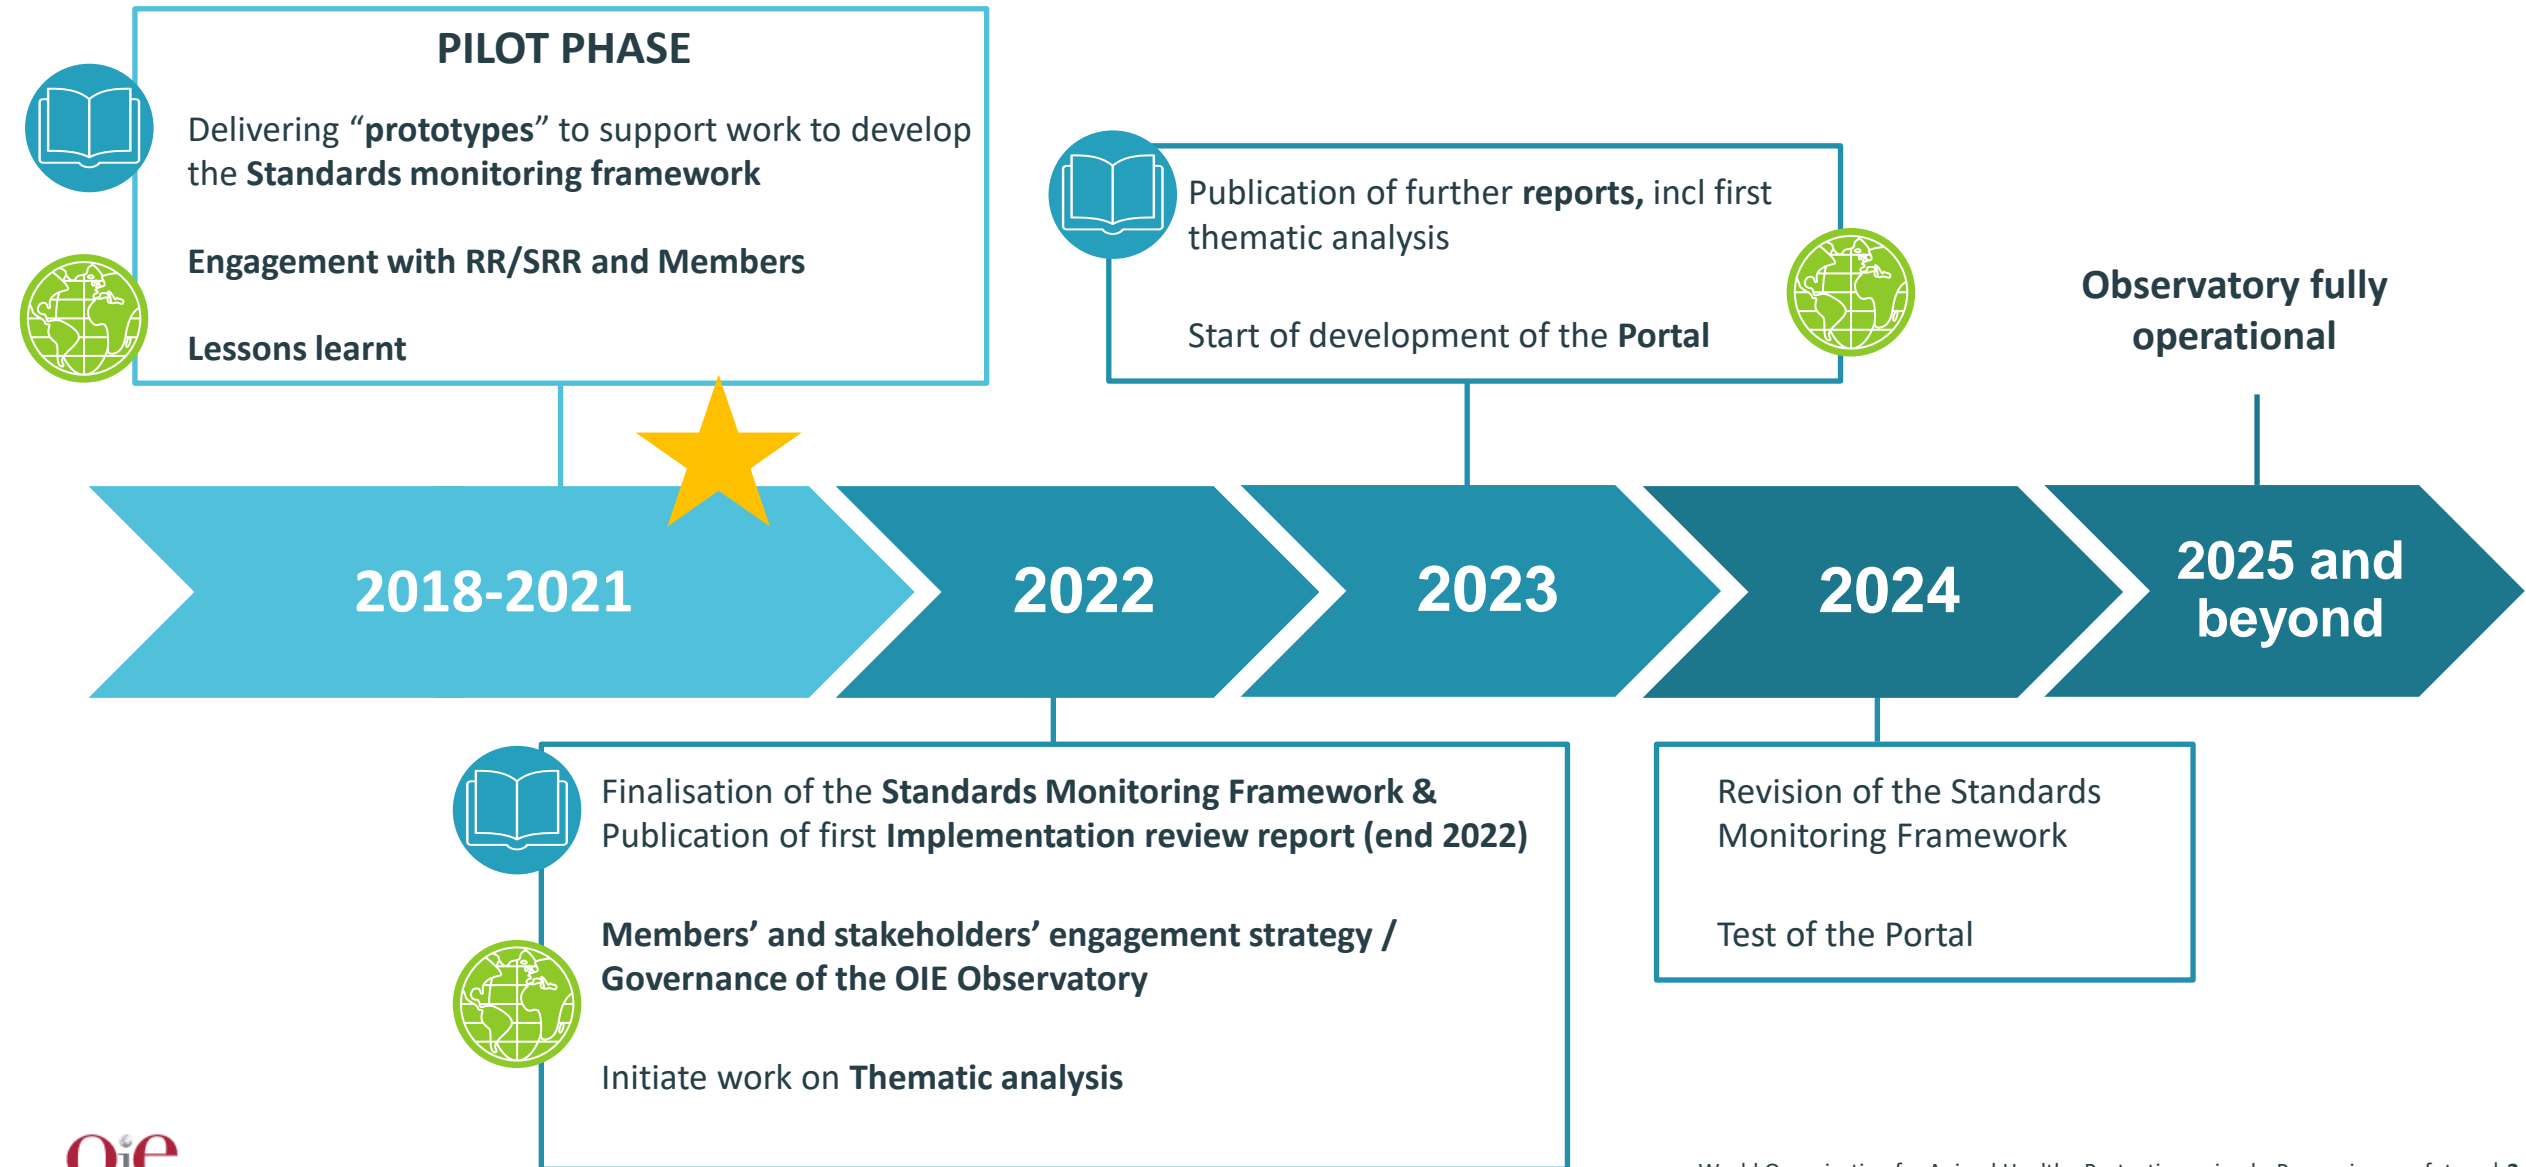 PILOT PHASE
Delivering “prototypes” to support work to develop
the Standards monitoring framework
Engagement with RR/SRR and Members
Lessons learnt
Publication of further reports, incl first
thematic analysis
Start of development of the Portal
Observatory fully
operational
2018-2021
2022
2023
2024
2025 and
beyond
Finalisation of the Standards Monitoring Framework &
Publication of first Implementation review report (end 2022)
Members’ and stakeholders’ engagement strategy /
Governance of the OIE Observatory
Initiate work on Thematic analysis
Revision of the Standards
Monitoring Framework
Test of the Portal
oie